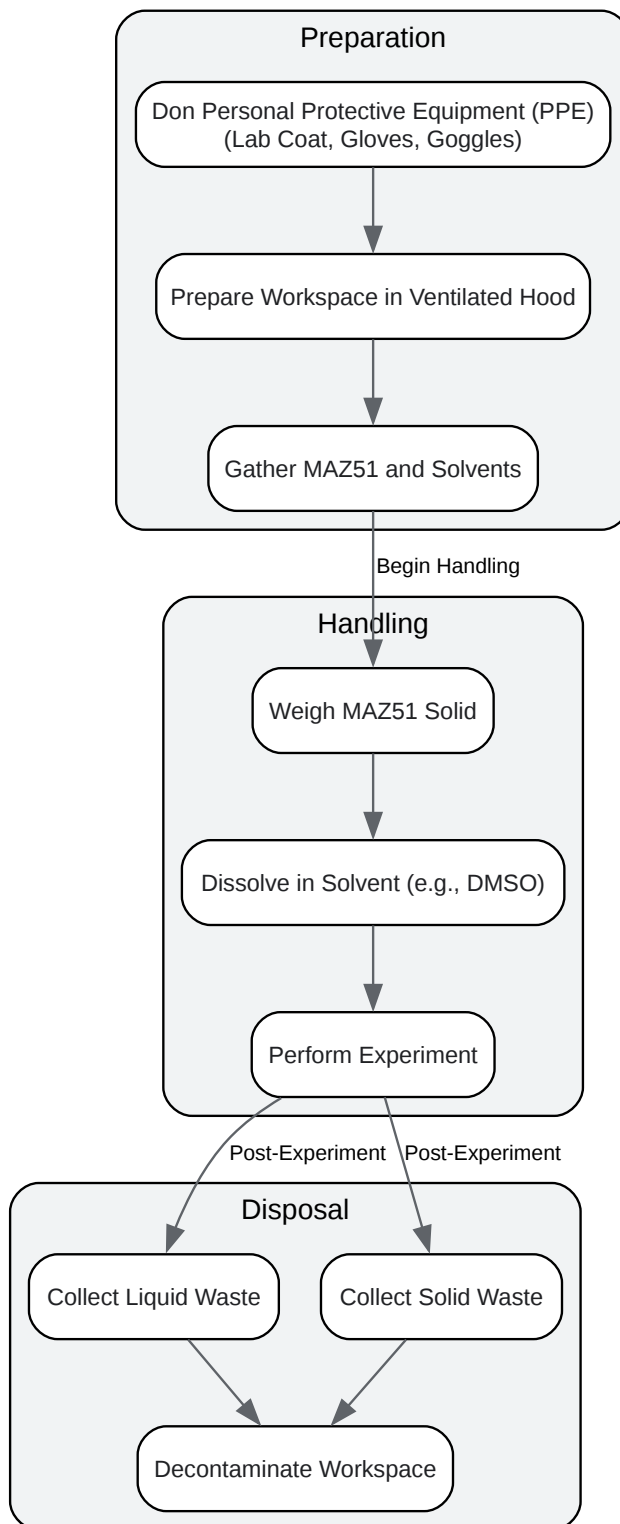 Preparation
Don Personal Protective Equipment (PPE)
(Lab Coat, Gloves, Goggles)
Prepare Workspace in Ventilated Hood
Gather MAZ51 and Solvents
Begin Handling
Handling
Weigh MAZ51 Solid
Dissolve in Solvent (e.g., DMSO)
Perform Experiment
Post-Experiment
Post-Experiment
Disposal
Collect Liquid Waste
Collect Solid Waste
Decontaminate Workspace